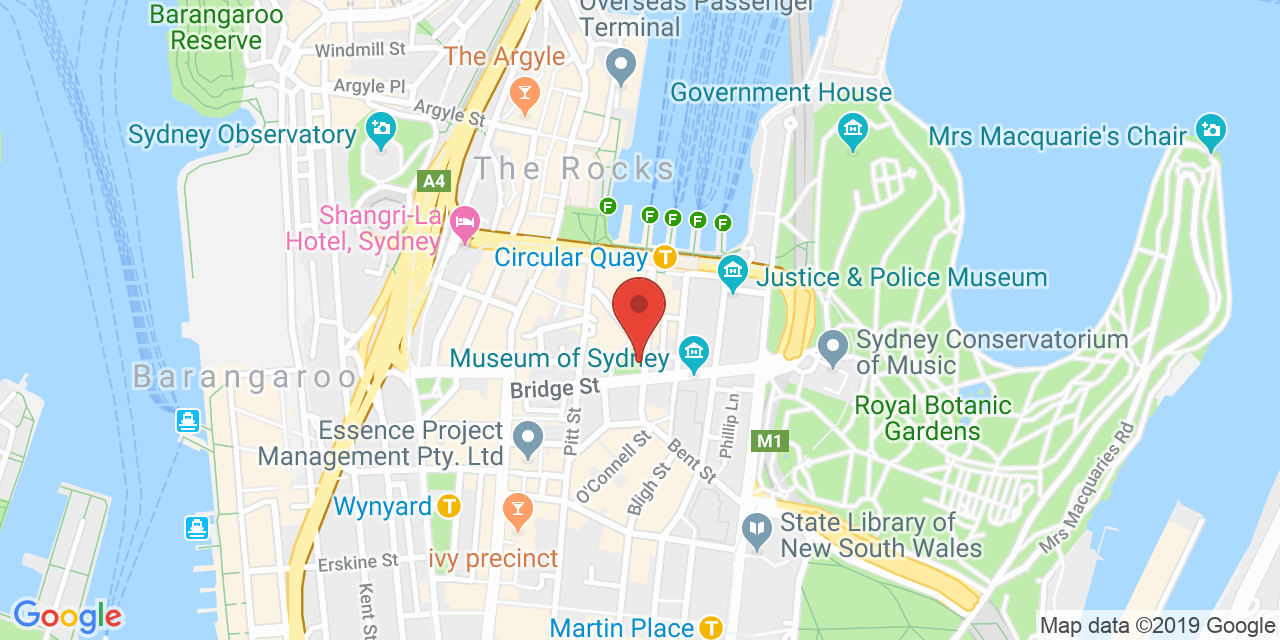 Barangaroo
Reserve
Overseas Passenger
Terminal
Windmill St
The Argyle
Argyle Pl
Argyle St
Government House
Sydney Observatory
Mrs Macquarie's Chair
The Rocks
A4
Shangri-La
Hotel, Sydney
F
F
F
F
F
Circular Quay
T
Justice & Police Museum
Museum of Sydney
Sydney Conservatorium
of Music
Barangaroo
Bridge St
Royal Botanic
Gardens
Essence Project
Management Pty. Ltd
Pitt St
O'Connell St
Bligh St
Bent St
Phillip Ln
M1
Mrs Macquaries Rd
Wynyard
T
State Library of
New South Wales
ivy precinct
Erskine St
Kent St
Martin Place
T
Google
Map data ©2019 Google